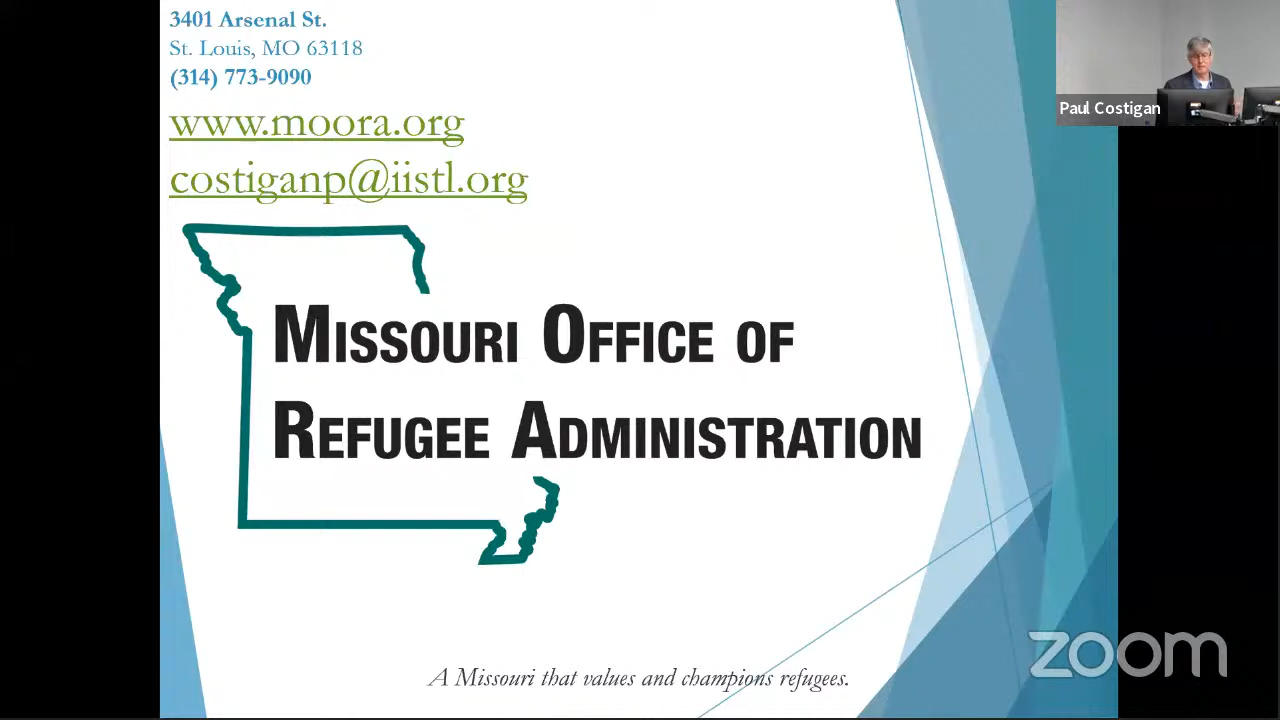 3401 Arsenal St.
St. Louis, MO 63118
(314) 773-9090
www.moora.org
costiganp@iistl.org
Missouri Office of
Refugee Administration
A Missouri that values and champions refugees.
Paul Costigan
zoom